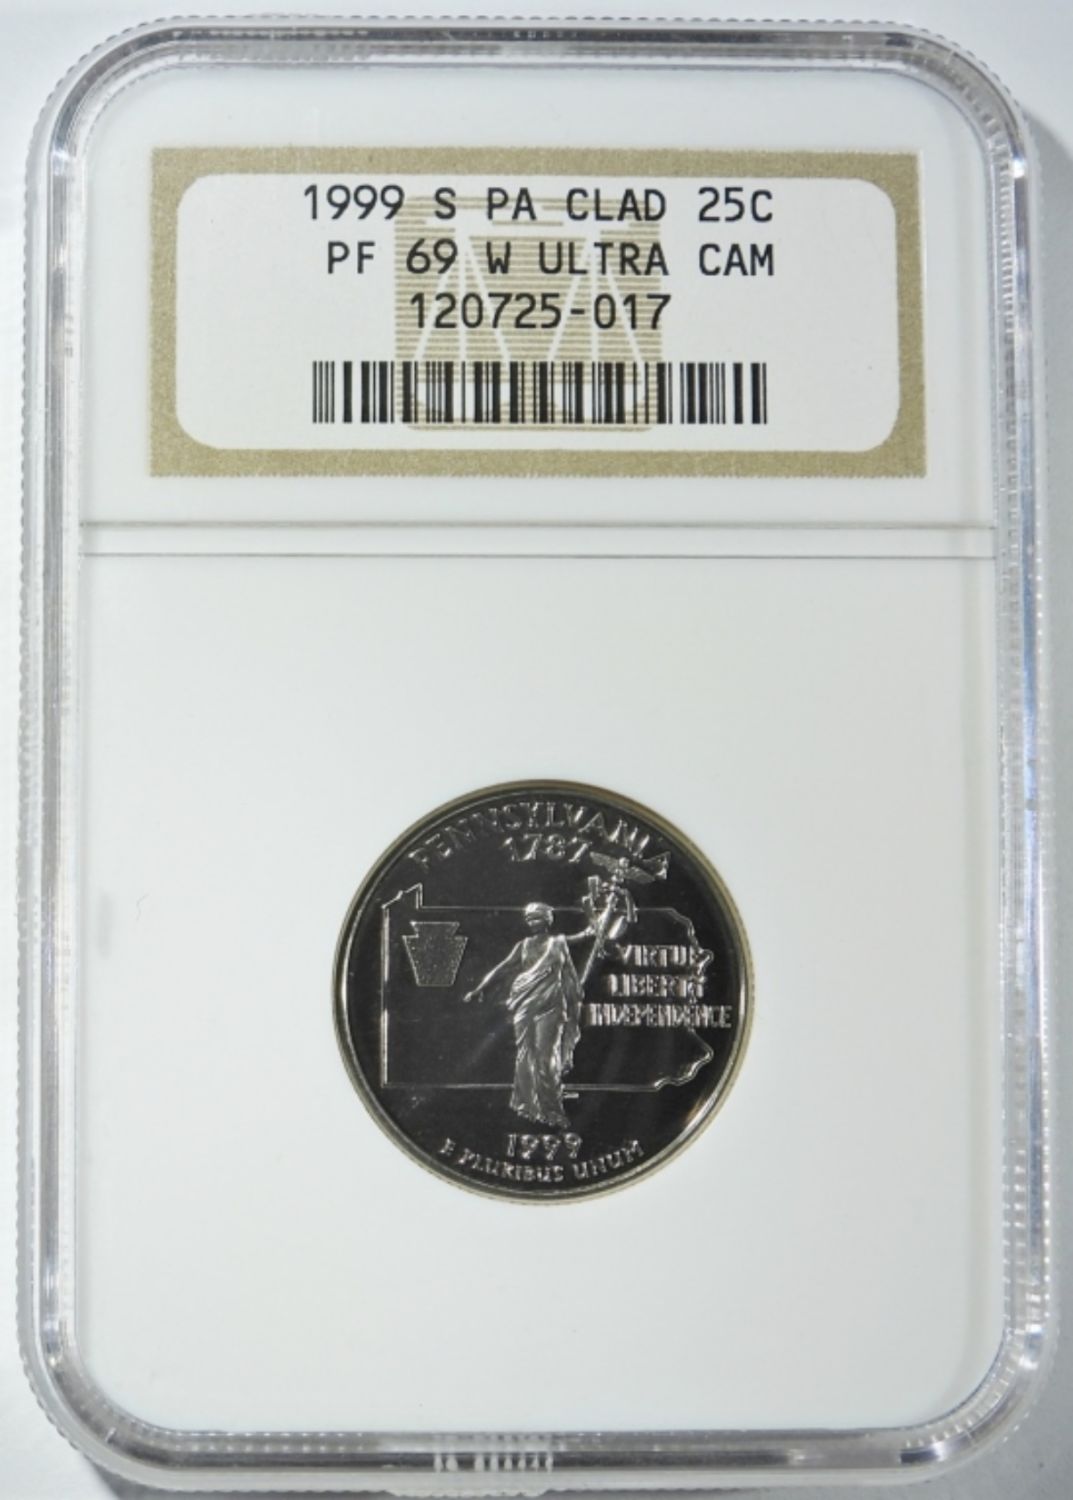 1999 S PA CLAD 25C
PF 69 W ULTRA CAM
120725-017
PENNSYLVANIA
1787
VIRTUE
LIBERTY
INDEPENDENCE
1999
E PLURIBUS UNUM